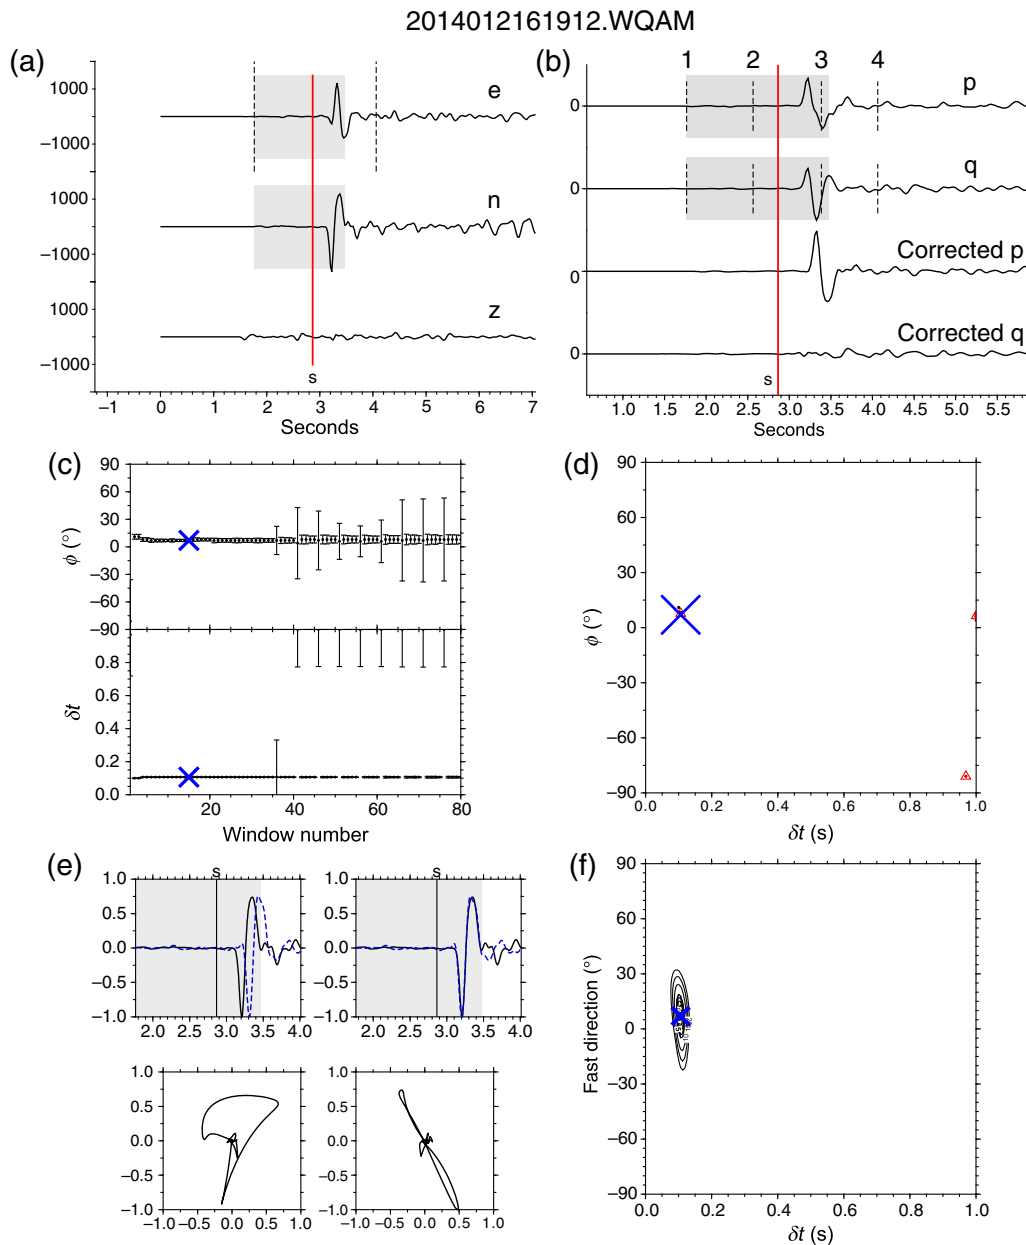 2014012161912.WQAM
(a)
e
1000
−1000
n
1000
−1000
z
1000
−1000
s
−1 0 1 2 3 4 5 6 7
Seconds
(b)
1 2 3 4
p
0
q
0
Corrected p
0
Corrected q
0
s
1.0 1.5 2.0 2.5 3.0 3.5 4.0 4.5 5.0 5.5
Seconds
(c)
90
60
30
0
−30
−60
−90
ϕ (°)
0.8
0.6
0.4
0.2
0.0
δt
20 40 60 80
Window number
(d)
90
60
30
0
−30
−60
−90
ϕ (°)
0.0 0.2 0.4 0.6 0.8 1.0
δt (s)
(e)
s
1.0
0.5
0.0
−0.5
−1.0
2.0 2.5 3.0 3.5 4.0
s
1.0
0.5
0.0
−0.5
−1.0
2.0 2.5 3.0 3.5 4.0
1.0
0.5
0.0
−0.5
−1.0
−1.0 −0.5 0.0 0.5 1.0
1.0
0.5
0.0
−0.5
−1.0
−1.0 −0.5 0.0 0.5 1.0
(f)
90
60
30
0
−30
−60
−90
Fast direction (°)
0.0 0.2 0.4 0.6 0.8 1.0
δt (s)